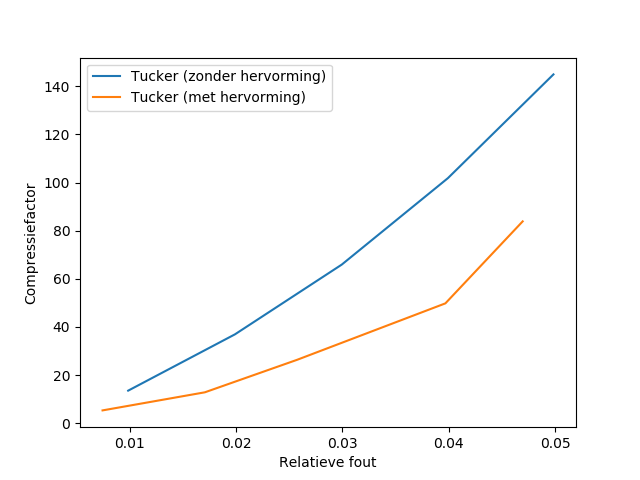 Tucker (zonder hervorming)
Tucker (met hervorming)
140
120
100
80
60
40
20
0
Compressiefactor
0.01 0.02 0.03 0.04 0.05
Relatieve fout